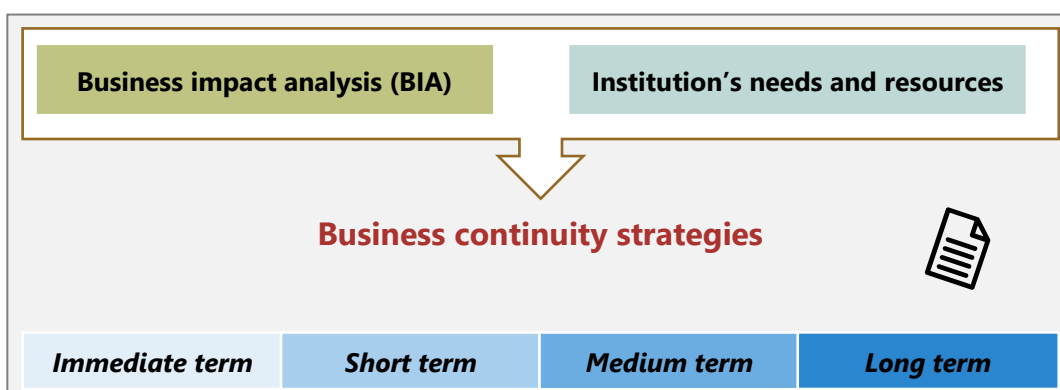 Business impact analysis (BIA)
Institution’s needs and resources
Business continuity strategies
Immediate term
Short term
Medium term
Long term